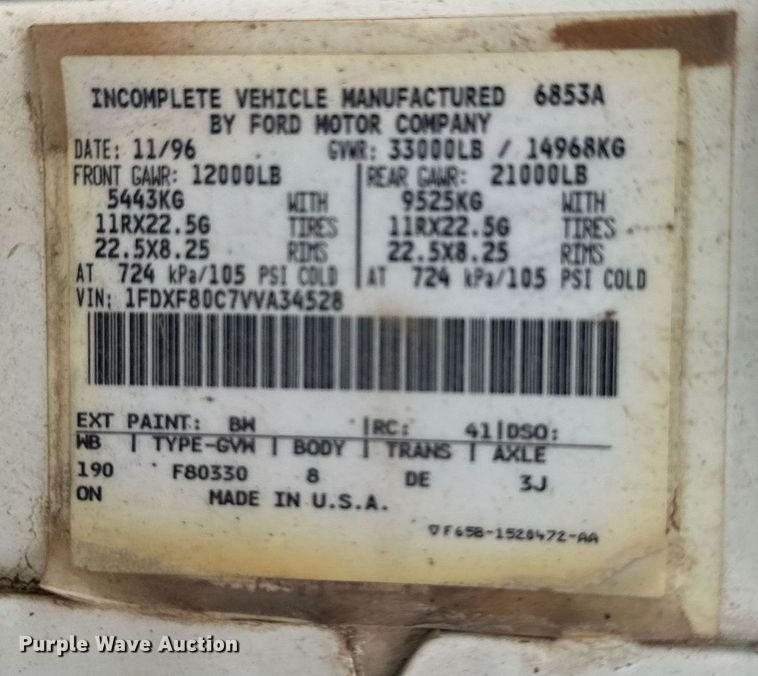 INCOMPLETE VEHICLE MANUFACTURED 6853A
BY FORD MOTOR COMPANY
DATE: 11/96 GVWR: 33000LB / 14968KG
FRONT GAWR: 12000LB | REAR GAWR: 21000LB
5443KG WITH | 9525KG WITH
11RX22.5G TIRES | 11RX22.5G TIRES
22.5X8.25 RIMS | 22.5X8.25 RIMS
AT 724 kPa/105 PSI COLD | AT 724 kPa/105 PSI COLD
VIN: 1FDXF80C7VVA34528
EXT PAINT: BW |RC: 41|DSO:
WB | TYPE-GVW | BODY | TRANS | AXLE
190 F80330 8 DE 3J
ON MADE IN U.S.A.
▽F65B-1520472-AA
Purple Wave Auction